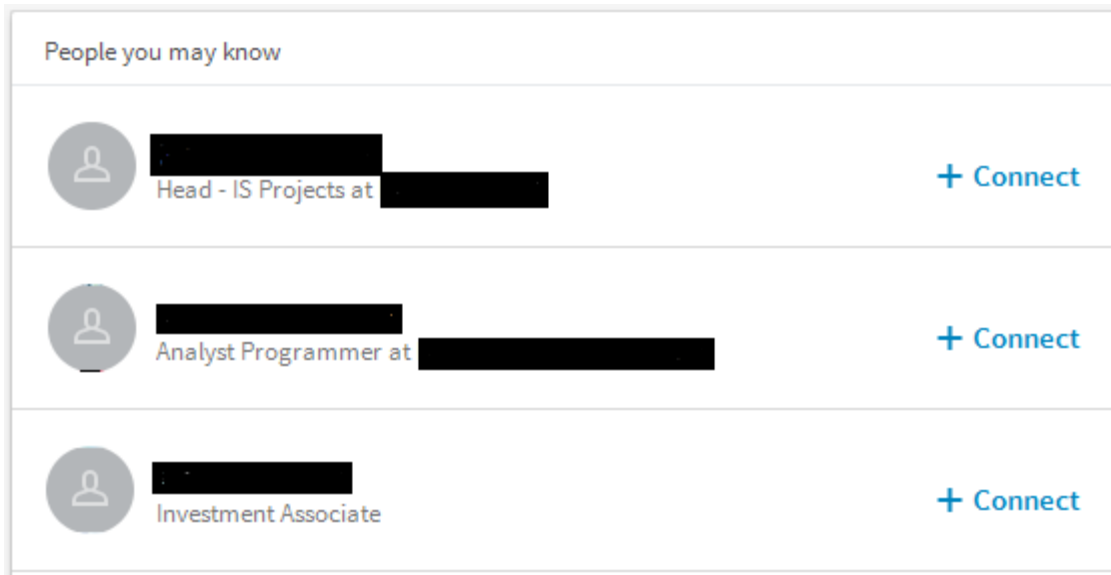 People you may know
Head - IS Projects at
+ Connect
Analyst Programmer at
+ Connect
Investment Associate
+ Connect